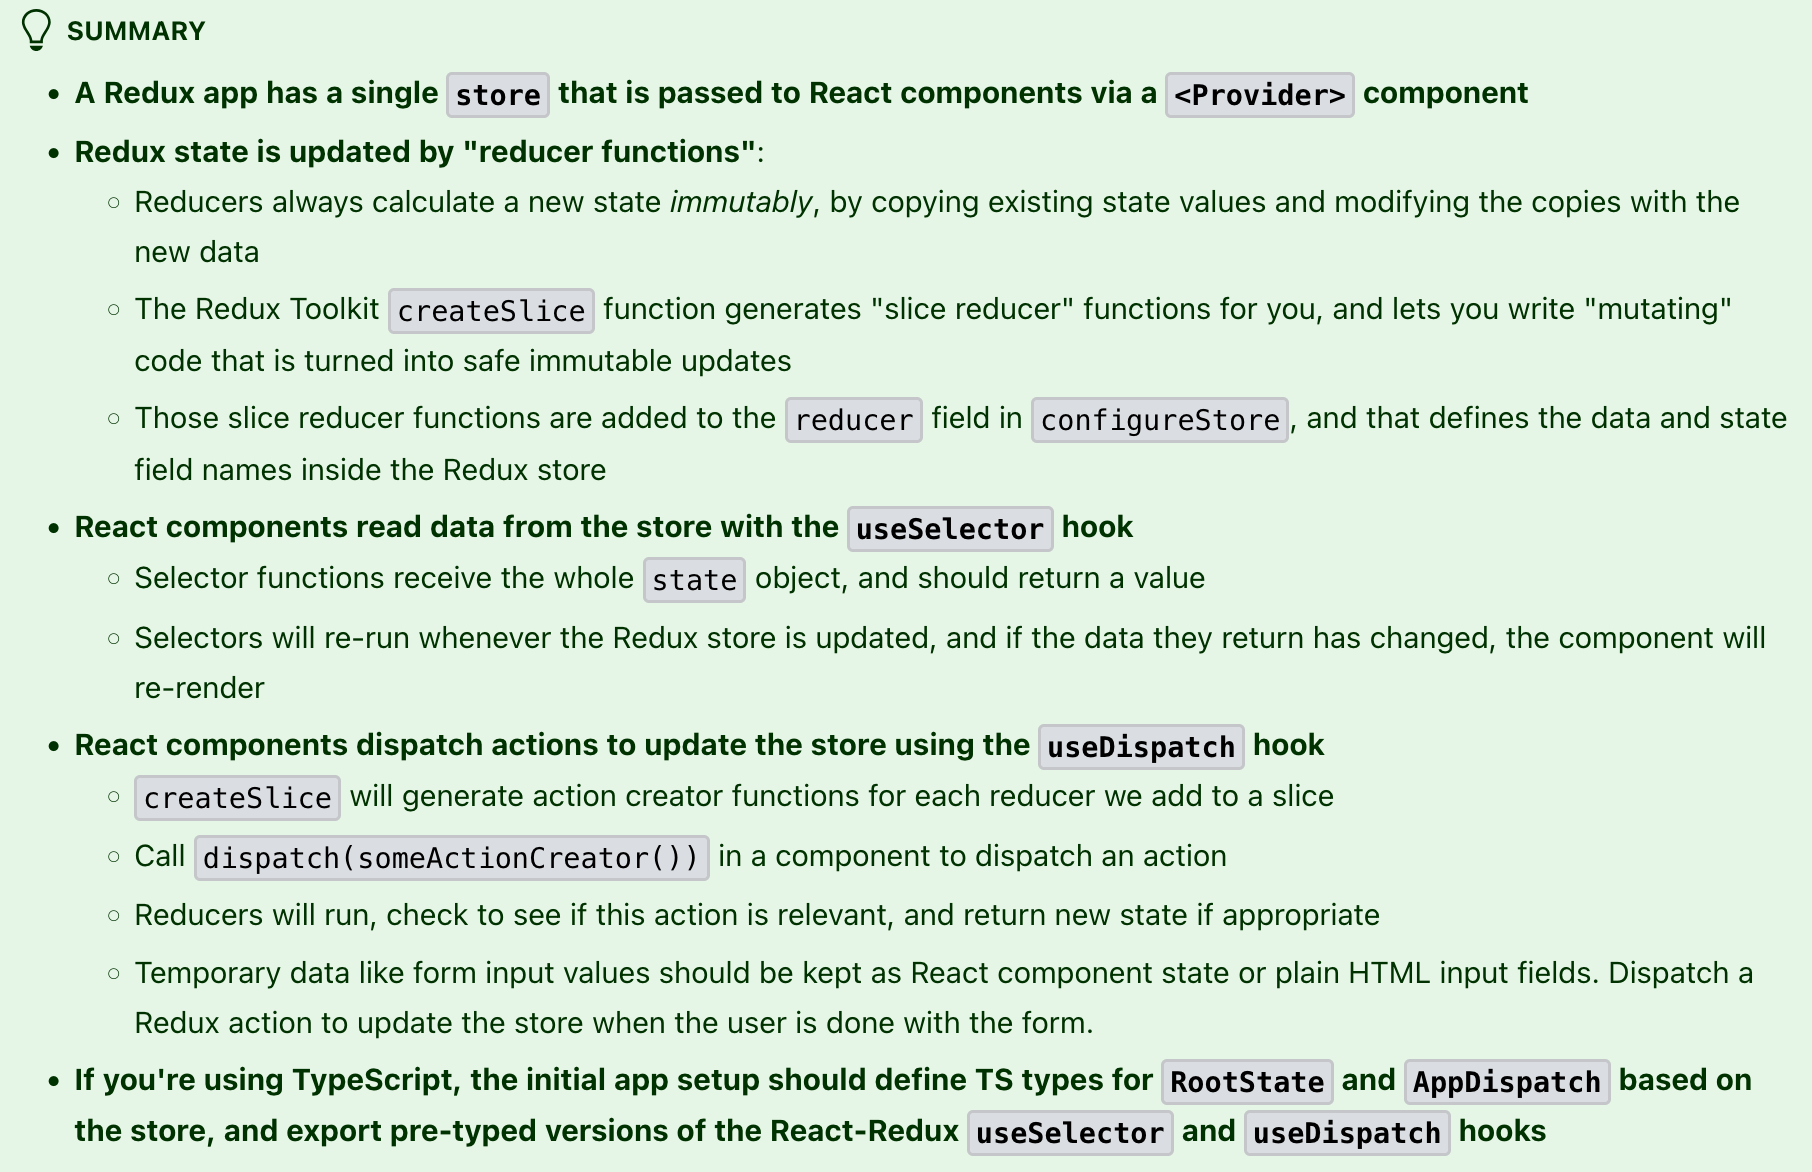 SUMMARY
• A Redux app has a single store that is passed to React components via a <Provider> component
• Redux state is updated by "reducer functions":
◦ Reducers always calculate a new state immutably, by copying existing state values and modifying the copies with the
new data
◦ The Redux Toolkit createSlice function generates "slice reducer" functions for you, and lets you write "mutating"
code that is turned into safe immutable updates
◦ Those slice reducer functions are added to the reducer field in configureStore, and that defines the data and state
field names inside the Redux store
• React components read data from the store with the useSelector hook
◦ Selector functions receive the whole state object, and should return a value
◦ Selectors will re-run whenever the Redux store is updated, and if the data they return has changed, the component will
re-render
• React components dispatch actions to update the store using the useDispatch hook
◦ createSlice will generate action creator functions for each reducer we add to a slice
◦ Call dispatch(someActionCreator()) in a component to dispatch an action
◦ Reducers will run, check to see if this action is relevant, and return new state if appropriate
◦ Temporary data like form input values should be kept as React component state or plain HTML input fields. Dispatch a
Redux action to update the store when the user is done with the form.
• If you're using TypeScript, the initial app setup should define TS types for RootState and AppDispatch based on
the store, and export pre-typed versions of the React-Redux useSelector and useDispatch hooks